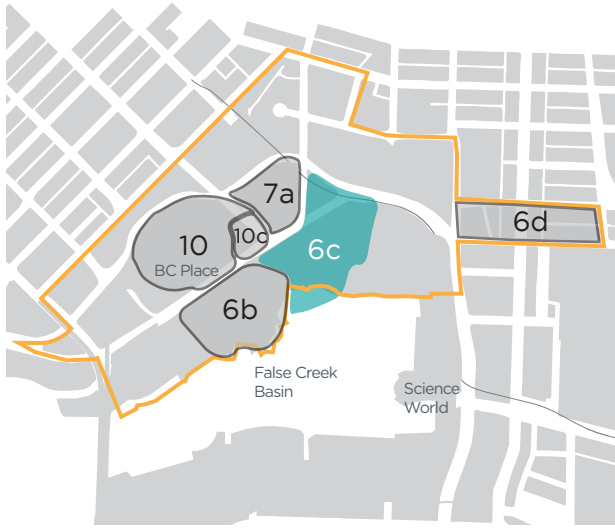 7a
6d
10
10c
BC Place
6c
6b
False Creek
Basin
Science
World